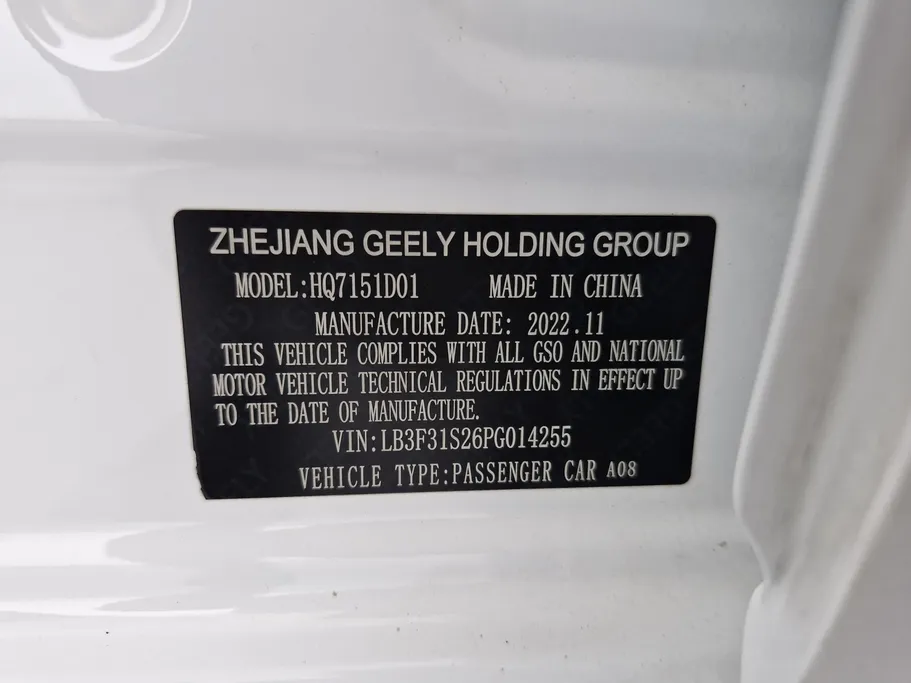 ZHEJIANG GEELY HOLDING GROUP
MODEL:HQ7151D01 MADE IN CHINA
MANUFACTURE DATE: 2022.11
THIS VEHICLE COMPLIES WITH ALL GSO AND NATIONAL
MOTOR VEHICLE TECHNICAL REGULATIONS IN EFFECT UP
TO THE DATE OF MANUFACTURE.
VIN:LB3F31S26PG014255
VEHICLE TYPE:PASSENGER CAR A08